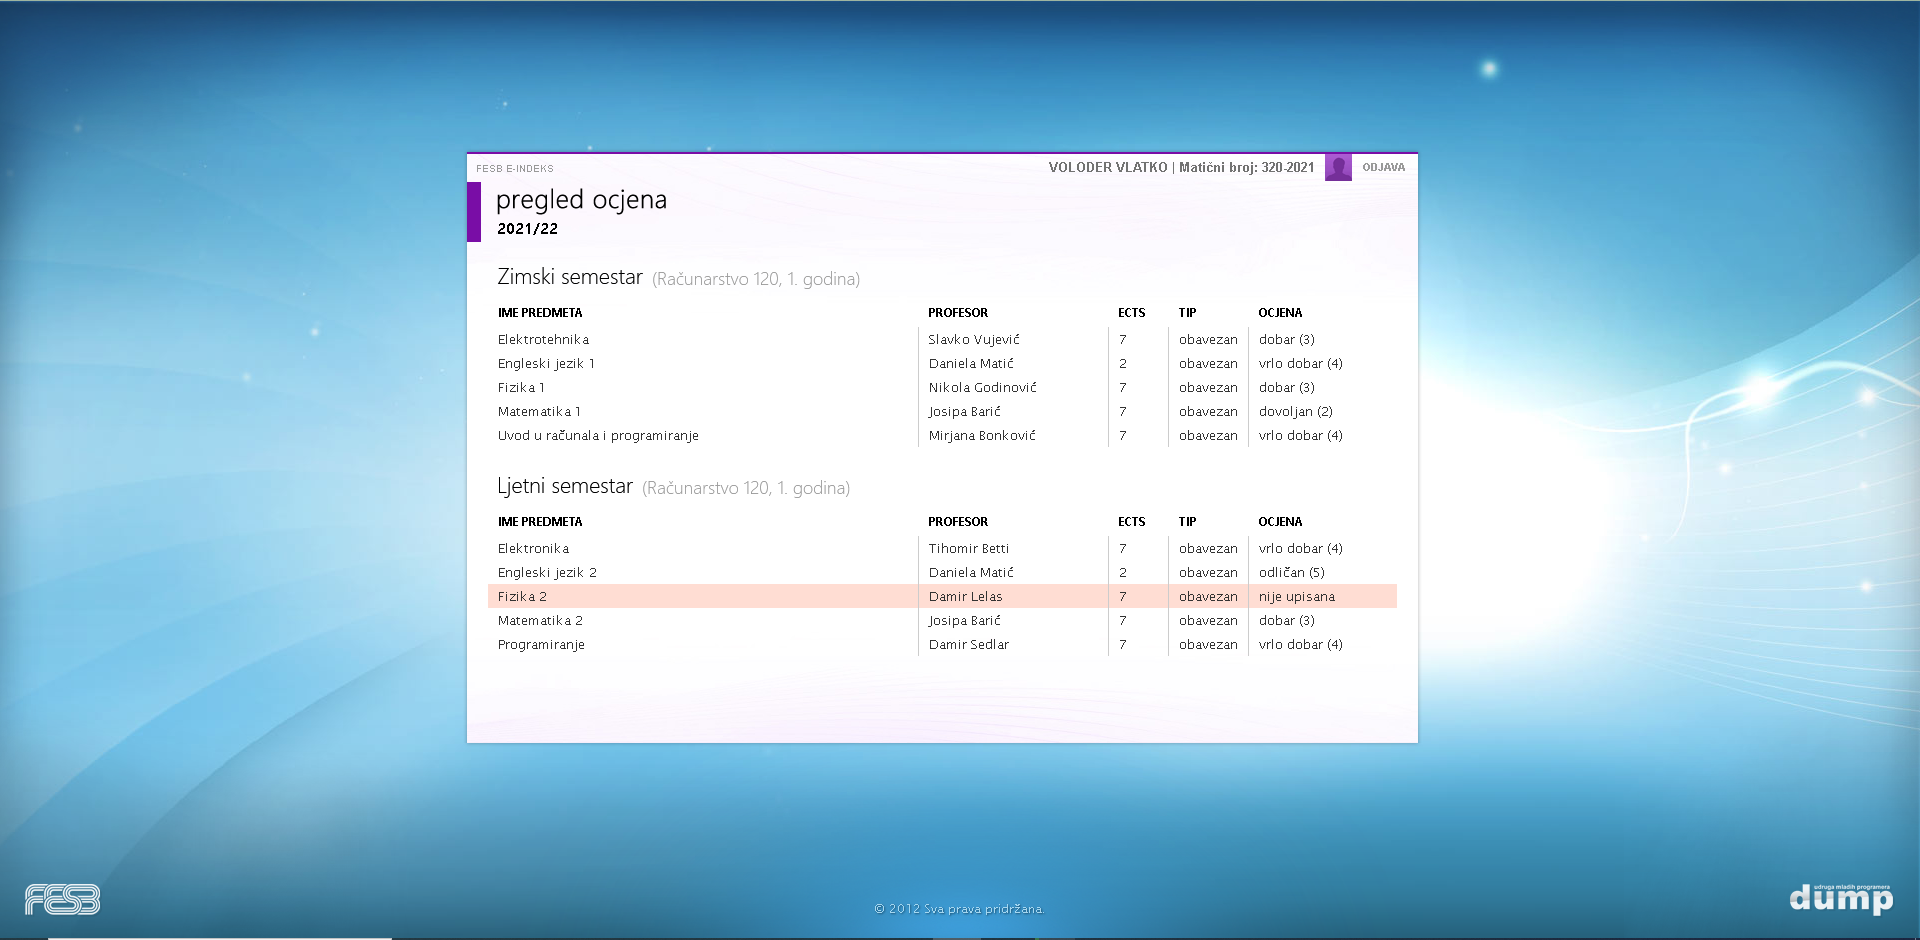 FESB E-INDEKS
VOLODER VLATKO | Matični broj: 320-2021
ODJAVA
pregled ocjena
2021/22
Zimski semestar (Računarstvo 120, 1. godina)
IME PREDMETA PROFESOR ECTS TIP OCJENA
Elektrotehnika Slavko Vujević 7 obavezan dobar (3)
Engleski jezik 1 Daniela Matić 2 obavezan vrlo dobar (4)
Fizika 1 Nikola Godinović 7 obavezan dobar (3)
Matematika 1 Josipa Barić 7 obavezan dovoljan (2)
Uvod u računala i programiranje Mirjana Bonković 7 obavezan vrlo dobar (4)
Ljetni semestar (Računarstvo 120, 1. godina)
IME PREDMETA PROFESOR ECTS TIP OCJENA
Elektronika Tihomir Betti 7 obavezan vrlo dobar (4)
Engleski jezik 2 Daniela Matić 2 obavezan odličan (5)
Fizika 2 Damir Lelas 7 obavezan nije upisana
Matematika 2 Josipa Barić 7 obavezan dobar (3)
Programiranje Damir Sedlar 7 obavezan vrlo dobar (4)
FESB
© 2012 Sva prava pridržana.
udruga mladih programera
dump